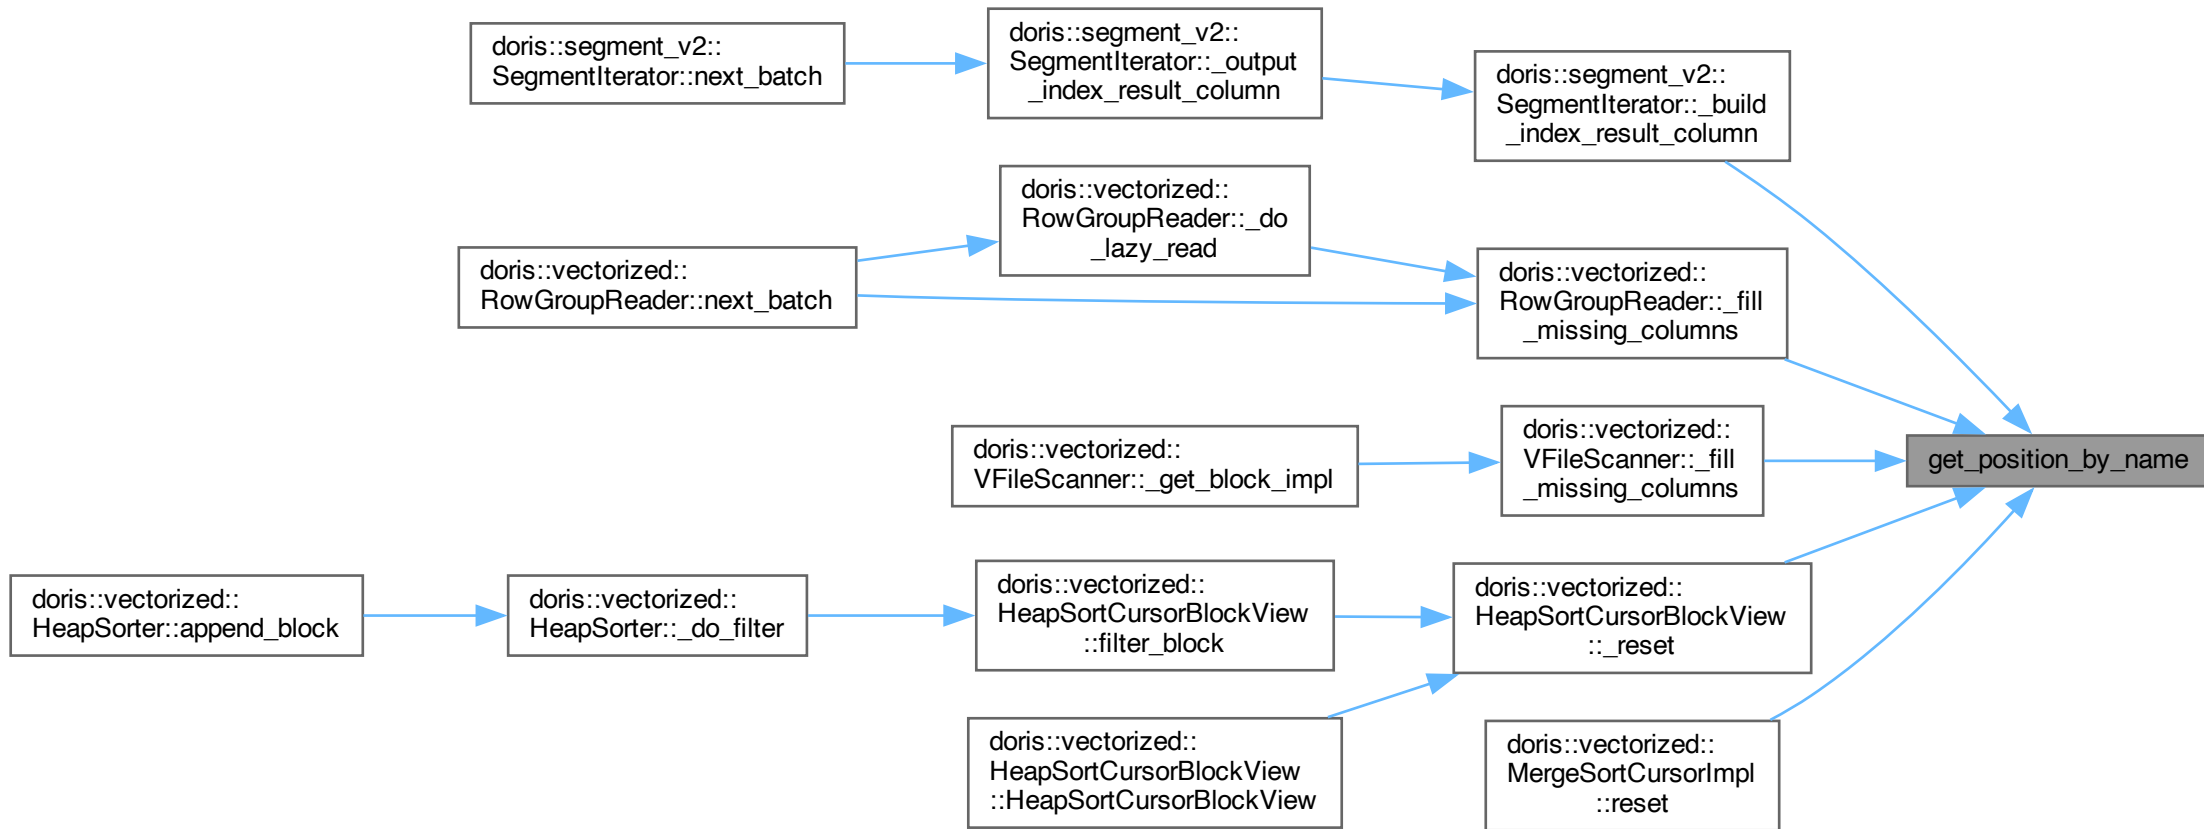 doris::segment_v2::
SegmentIterator::next_batch
doris::segment_v2::
SegmentIterator::_output
_index_result_column
doris::segment_v2::
SegmentIterator::_build
_index_result_column
doris::vectorized::
RowGroupReader::_do
_lazy_read
doris::vectorized::
RowGroupReader::next_batch
doris::vectorized::
RowGroupReader::_fill
_missing_columns
doris::vectorized::
VFileScanner::_get_block_impl
doris::vectorized::
VFileScanner::_fill
_missing_columns
get_position_by_name
doris::vectorized::
HeapSorter::append_block
doris::vectorized::
HeapSorter::_do_filter
doris::vectorized::
HeapSortCursorBlockView
::filter_block
doris::vectorized::
HeapSortCursorBlockView
::_reset
doris::vectorized::
HeapSortCursorBlockView
::HeapSortCursorBlockView
doris::vectorized::
MergeSortCursorImpl
::reset